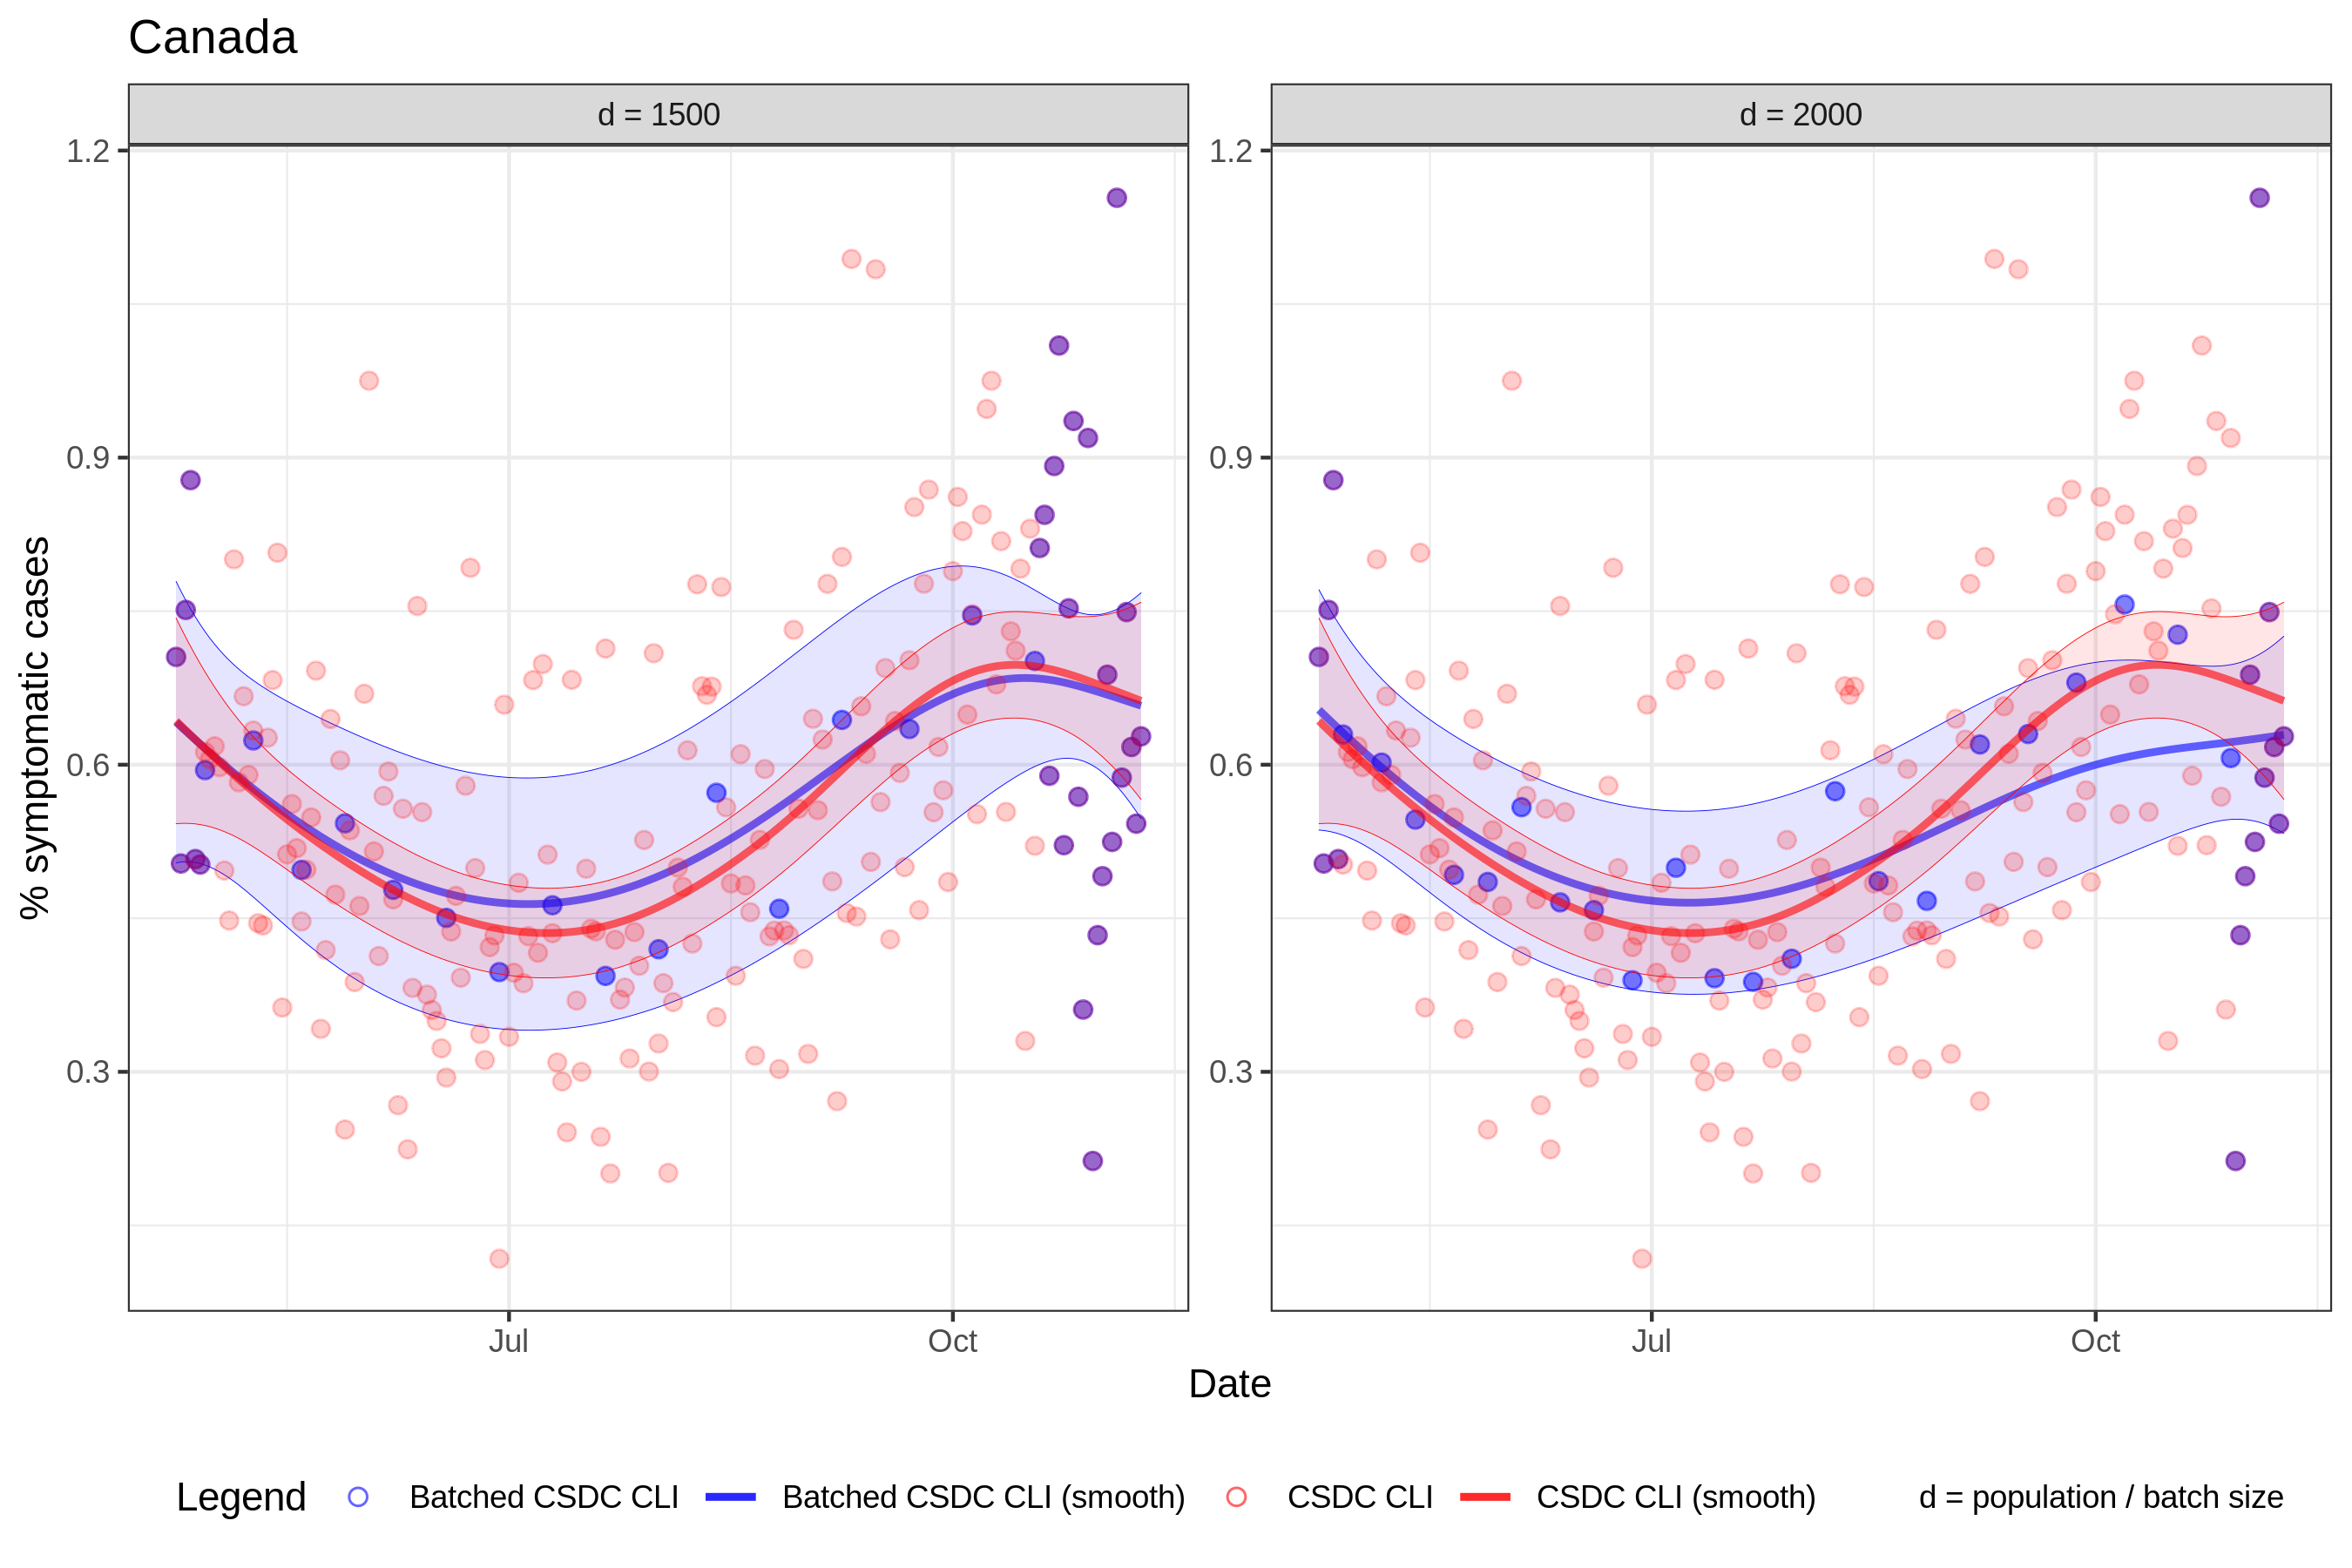 Canada
d = 1500
d = 2000
% symptomatic cases
1.2
0.9
0.6
0.3
1.2
0.9
0.6
0.3
Jul
Oct
Jul
Oct
Date
Legend
Batched CSDC CLI
Batched CSDC CLI (smooth)
CSDC CLI
CSDC CLI (smooth)
d = population / batch size